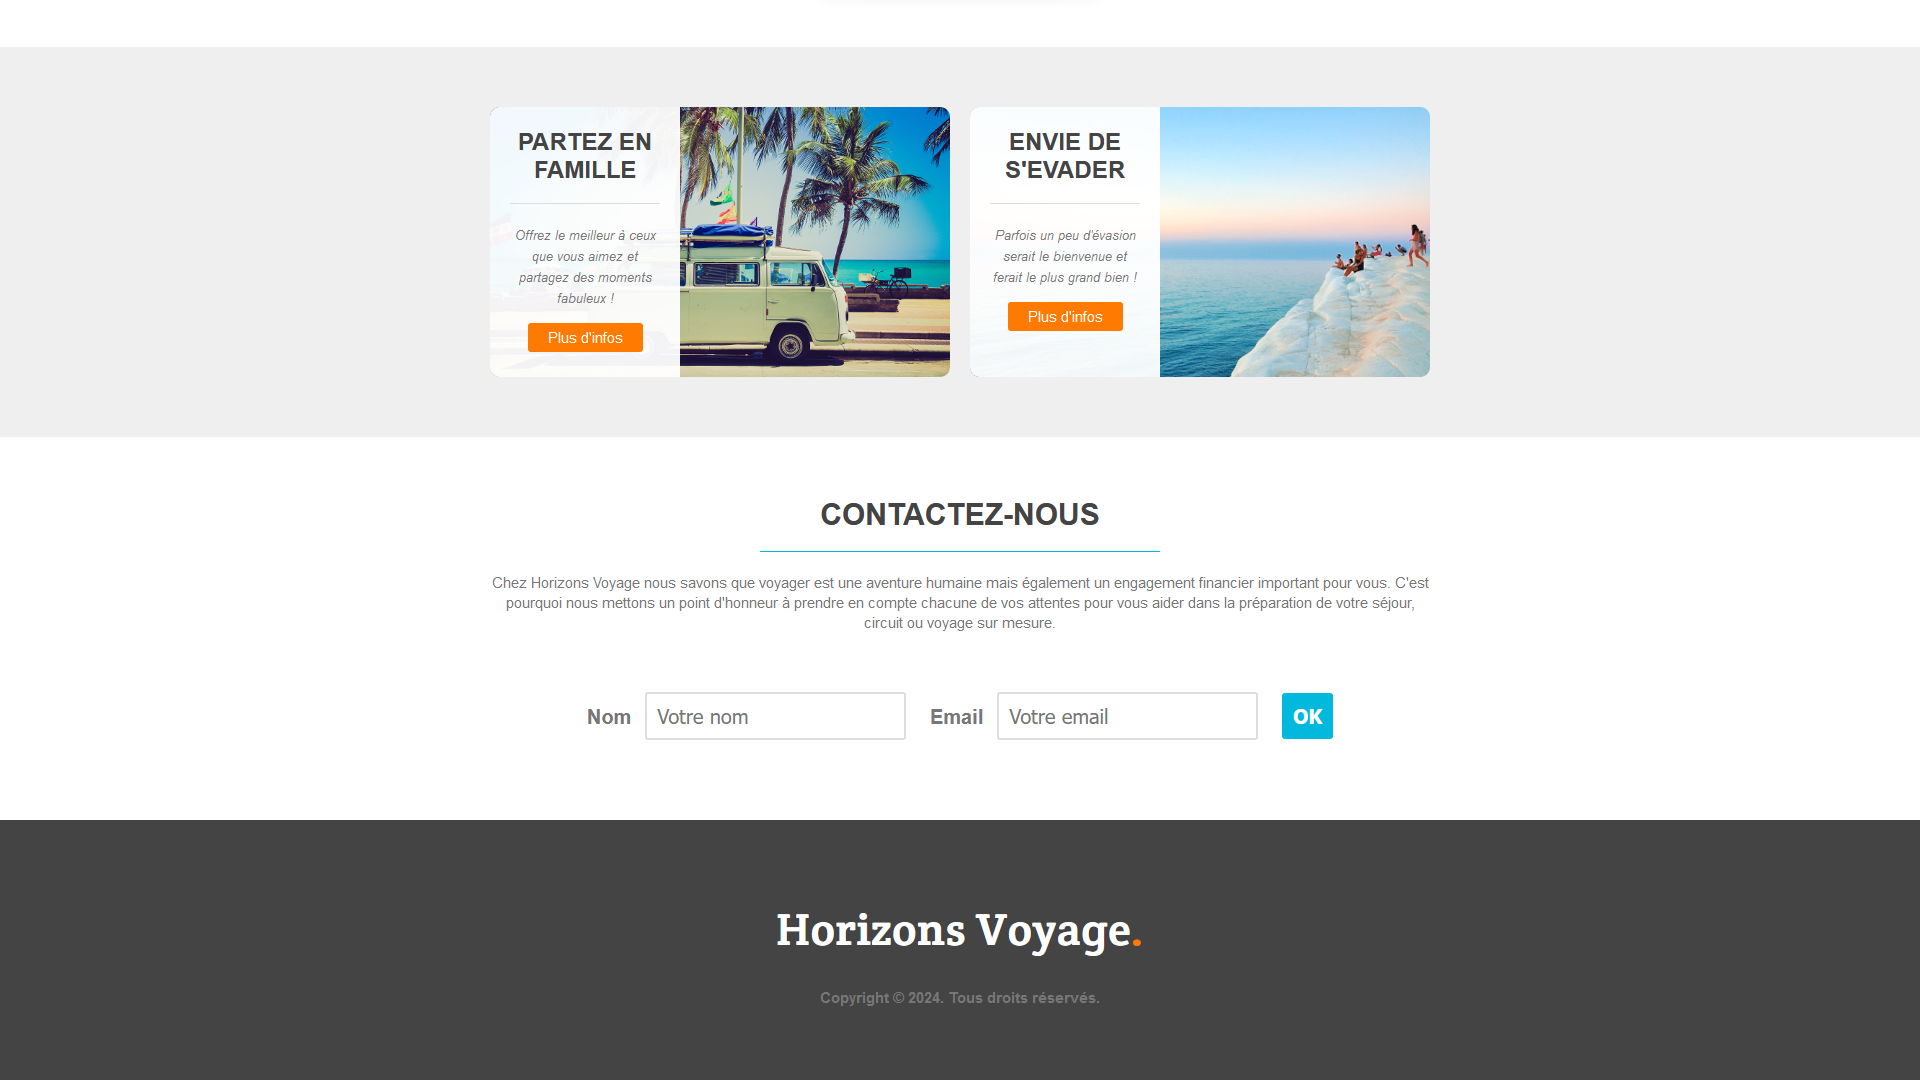 PARTEZ EN
FAMILLE
Offrez le meilleur à ceux
que vous aimez et
partagez des moments
fabuleux !
Plus d'infos
ENVIE DE
S'EVADER
Parfois un peu d'évasion
serait le bienvenue et
ferait le plus grand bien !
Plus d'infos
CONTACTEZ-NOUS
Chez Horizons Voyage nous savons que voyager est une aventure humaine mais également un engagement financier important pour vous. C'est
pourquoi nous mettons un point d'honneur à prendre en compte chacune de vos attentes pour vous aider dans la préparation de votre séjour,
circuit ou voyage sur mesure.
Nom Votre nom Email Votre email OK
Horizons Voyage.
Copyright © 2024. Tous droits réservés.